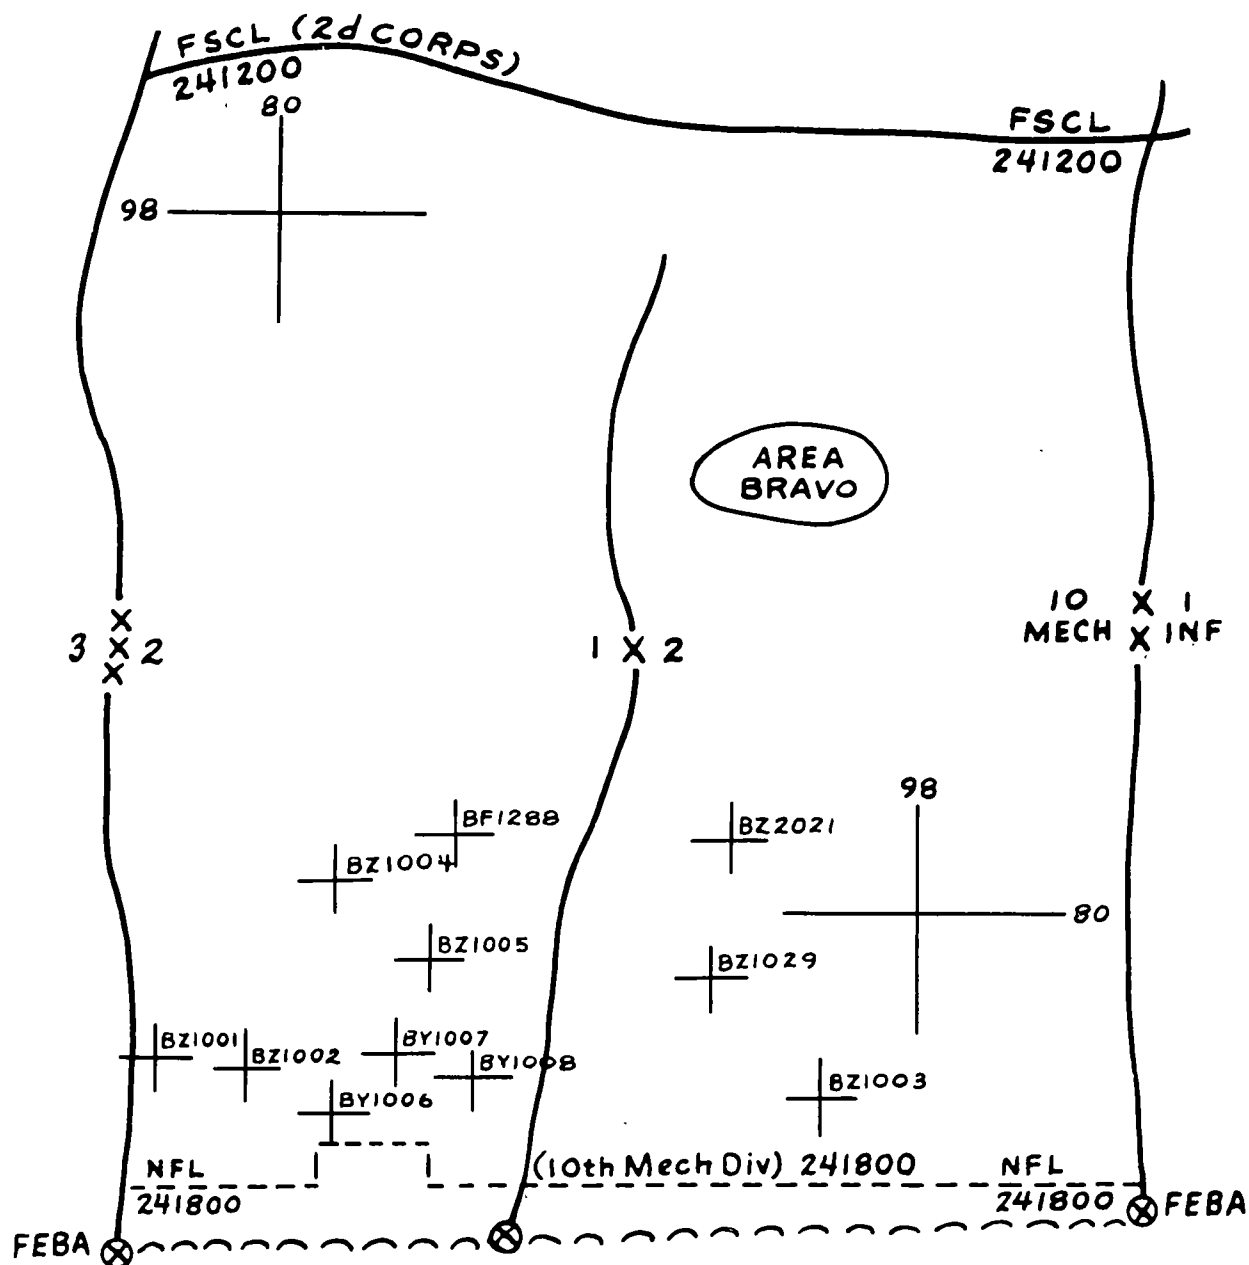 FSCL (2d CORPS)
241200
80
98
FSCL
241200
AREA
BRAVO
3 X 2
X
X
1 X 2
10 X 1
MECH X INF
98
BF1288
BZ2021
BZ1004
80
BZ1005
BZ1029
BZ1001
BZ1002
BY1007
BY1008
BZ1003
BY1006
NFL
241800
(10th Mech Div) 241800
NFL
241800
FEBA
FEBA